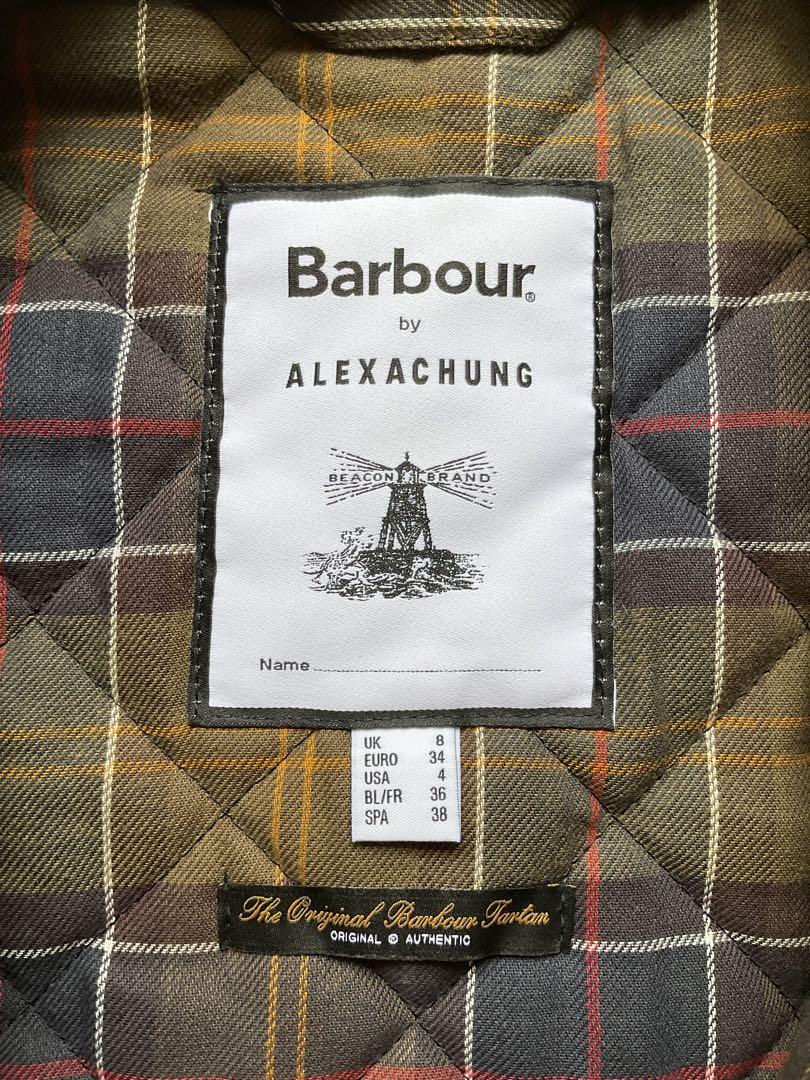 Barbour®
by
ALEXACHUNG
BEACON BRAND
Name
UK 8
EURO 34
USA 4
BL/FR 36
SPA 38
The Original Barbour Tartan
ORIGINAL © AUTHENTIC